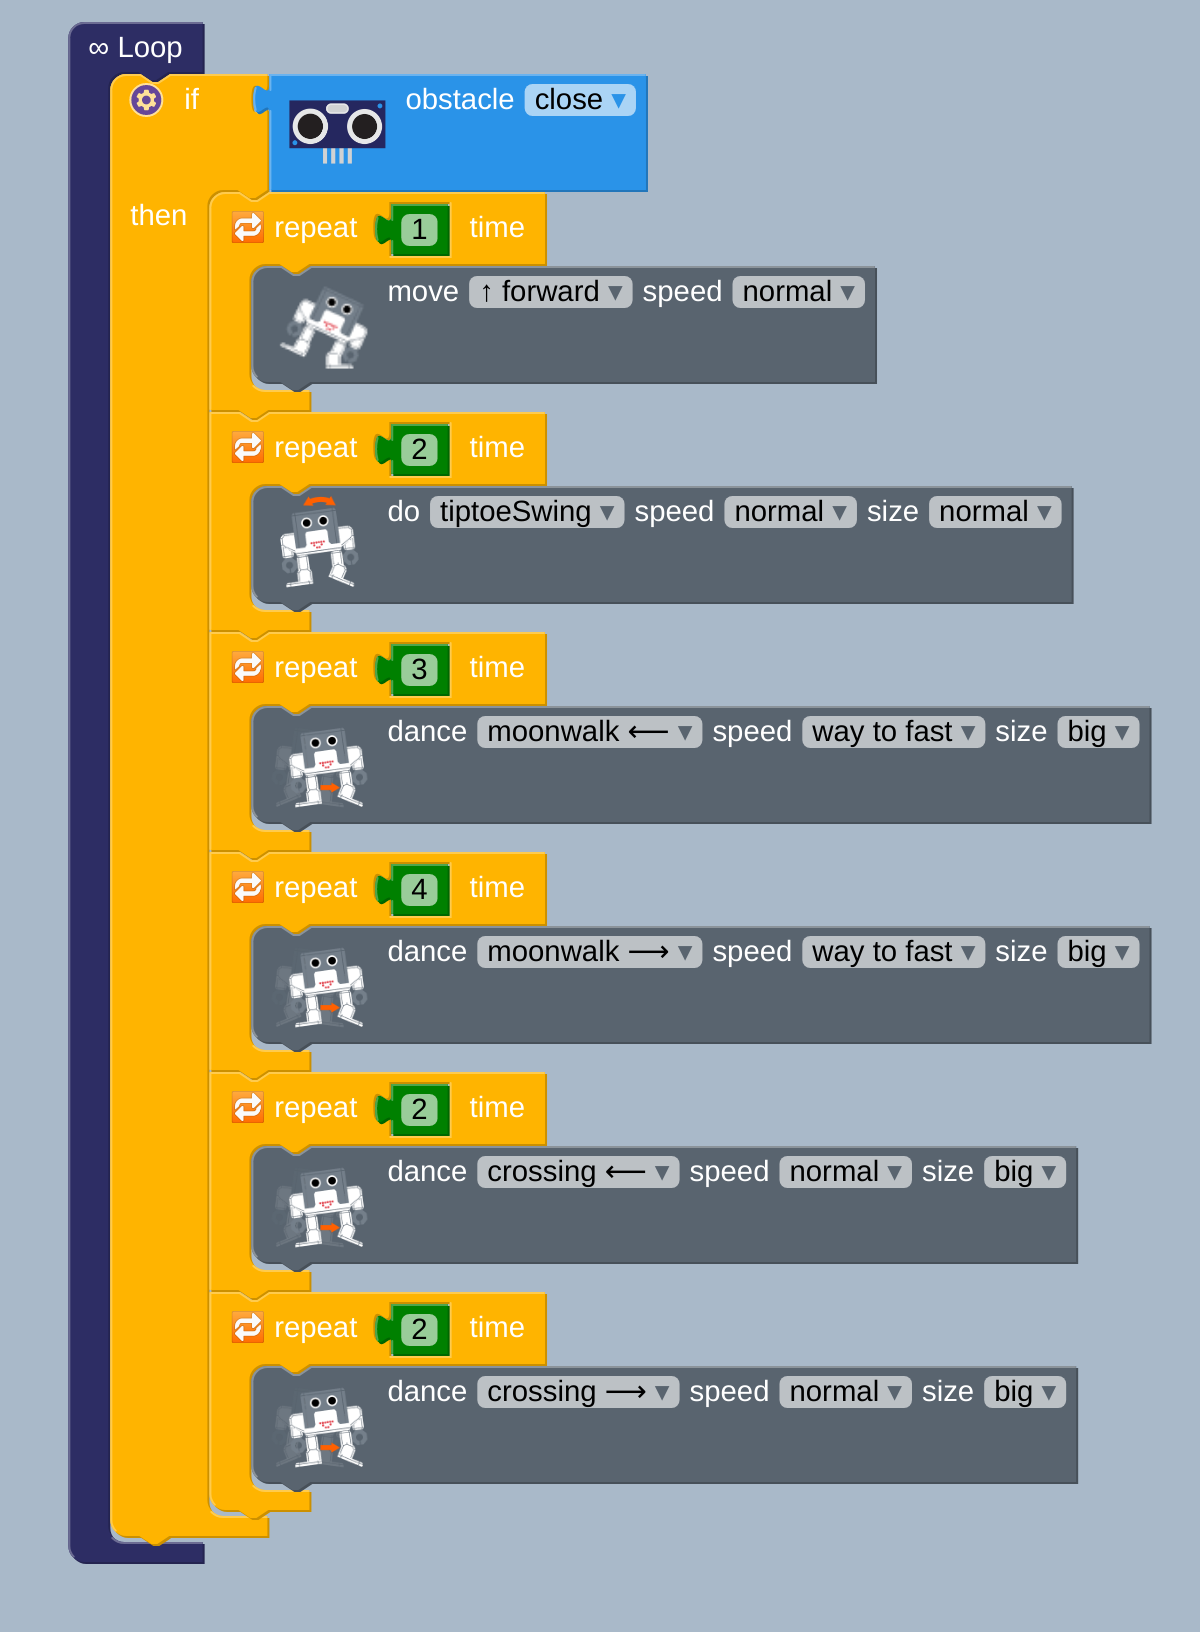 ∞ Loop
if obstacle close ▼
then repeat 1 time
move ↑ forward ▼ speed normal ▼
repeat 2 time
do tiptoeSwing ▼ speed normal ▼ size normal ▼
repeat 3 time
dance moonwalk ⟵ ▼ speed way to fast ▼ size big ▼
repeat 4 time
dance moonwalk ⟶ ▼ speed way to fast ▼ size big ▼
repeat 2 time
dance crossing ⟵ ▼ speed normal ▼ size big ▼
repeat 2 time
dance crossing ⟶ ▼ speed normal ▼ size big ▼